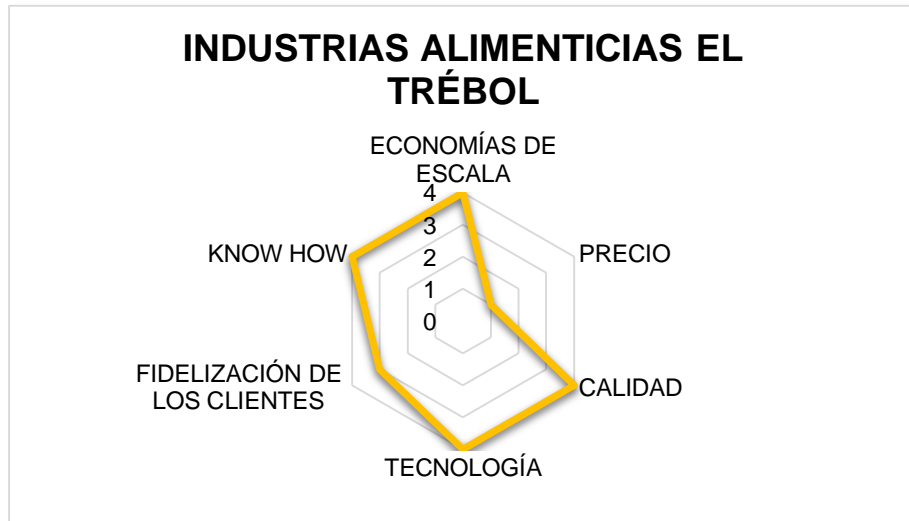 INDUSTRIAS ALIMENTICIAS EL
TRÉBOL
ECONOMÍAS DE
ESCALA
4
3
2
1
0
PRECIO
CALIDAD
TECNOLOGÍA
FIDELIZACIÓN DE
LOS CLIENTES
KNOW HOW